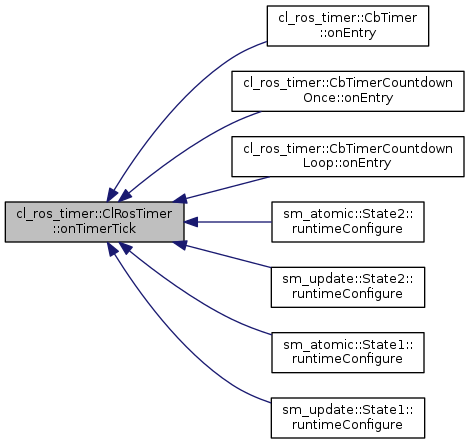 cl_ros_timer::CbTimer
::onEntry
cl_ros_timer::CbTimerCountdown
Once::onEntry
cl_ros_timer::CbTimerCountdown
Loop::onEntry
cl_ros_timer::ClRosTimer
::onTimerTick
sm_atomic::State2::
runtimeConfigure
sm_update::State2::
runtimeConfigure
sm_atomic::State1::
runtimeConfigure
sm_update::State1::
runtimeConfigure